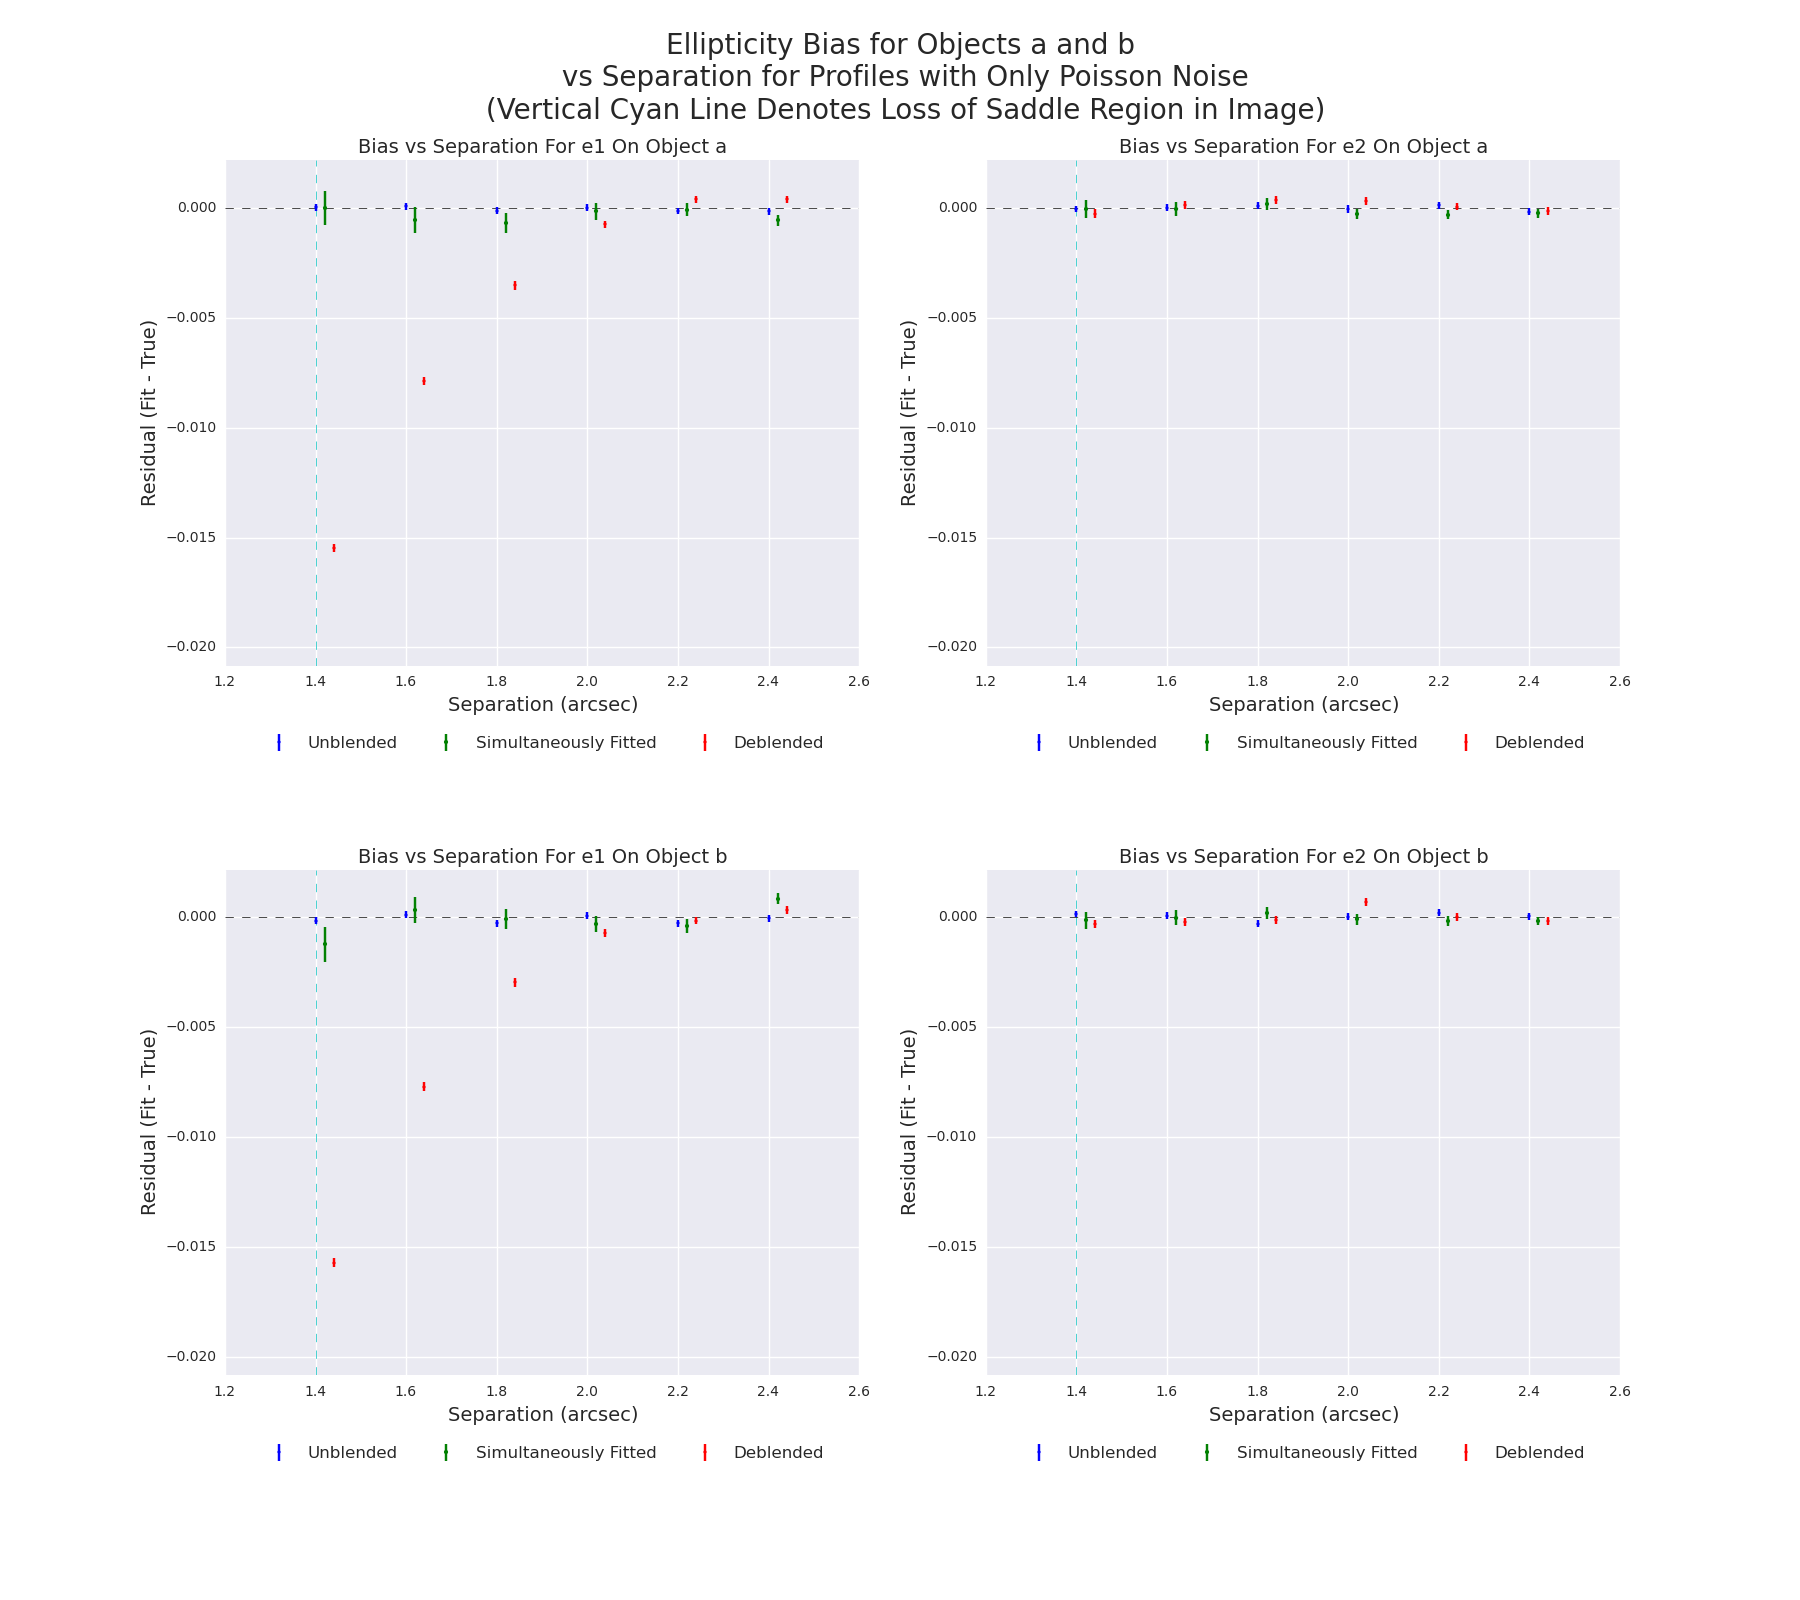 Ellipticity Bias for Objects a and b
vs Separation for Profiles with Only Poisson Noise
(Vertical Cyan Line Denotes Loss of Saddle Region in Image)
Bias vs Separation For e1 On Object a
0.000
−0.005
−0.010
−0.015
−0.020
Residual (Fit - True)
1.2 1.4 1.6 1.8 2.0 2.2 2.4 2.6
Separation (arcsec)
Unblended Simultaneously Fitted Deblended
Bias vs Separation For e2 On Object a
0.000
−0.005
−0.010
−0.015
−0.020
Residual (Fit - True)
1.2 1.4 1.6 1.8 2.0 2.2 2.4 2.6
Separation (arcsec)
Unblended Simultaneously Fitted Deblended
Bias vs Separation For e1 On Object b
0.000
−0.005
−0.010
−0.015
−0.020
Residual (Fit - True)
1.2 1.4 1.6 1.8 2.0 2.2 2.4 2.6
Separation (arcsec)
Unblended Simultaneously Fitted Deblended
Bias vs Separation For e2 On Object b
0.000
−0.005
−0.010
−0.015
−0.020
Residual (Fit - True)
1.2 1.4 1.6 1.8 2.0 2.2 2.4 2.6
Separation (arcsec)
Unblended Simultaneously Fitted Deblended